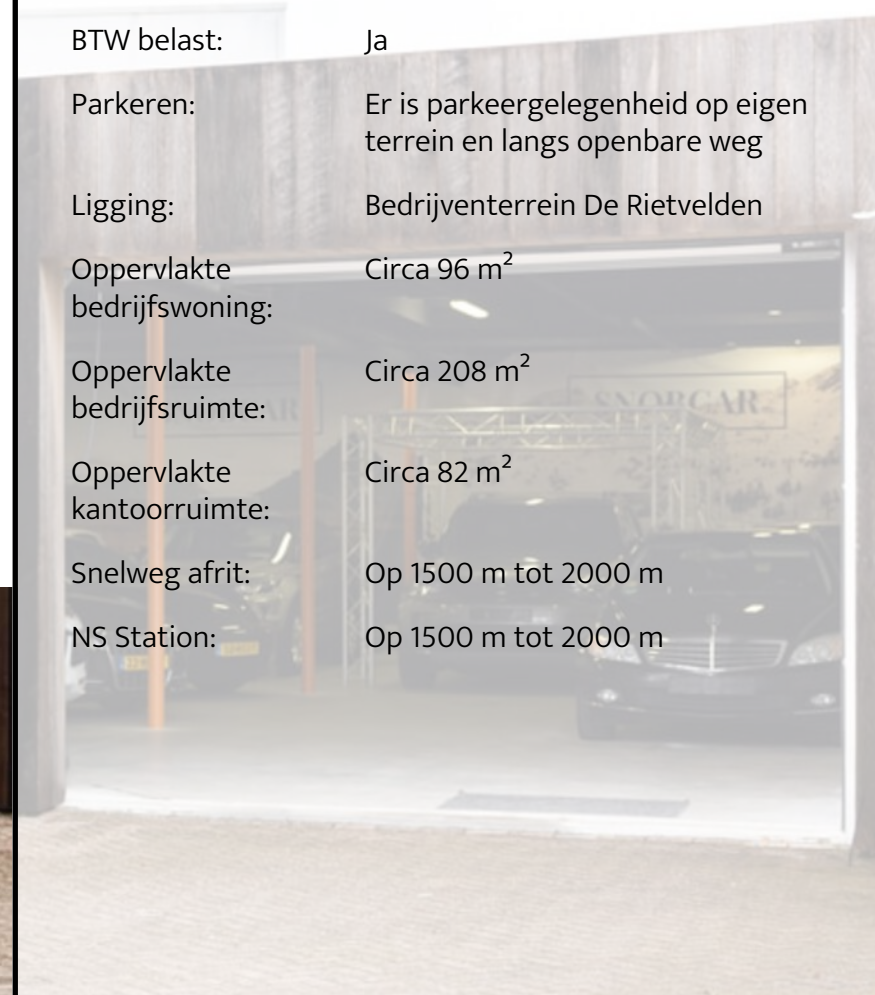 BTW belast: Ja
Parkeren: Er is parkeergelegenheid op eigen
terrein en langs openbare weg
Ligging: Bedrijventerrein De Rietvelden
Oppervlakte Circa 96 m²
bedrijfswoning:
Oppervlakte Circa 208 m²
bedrijfsruimte:
Oppervlakte Circa 82 m²
kantoorruimte:
Snelweg afrit: Op 1500 m tot 2000 m
NS Station: Op 1500 m tot 2000 m
SNORCAR